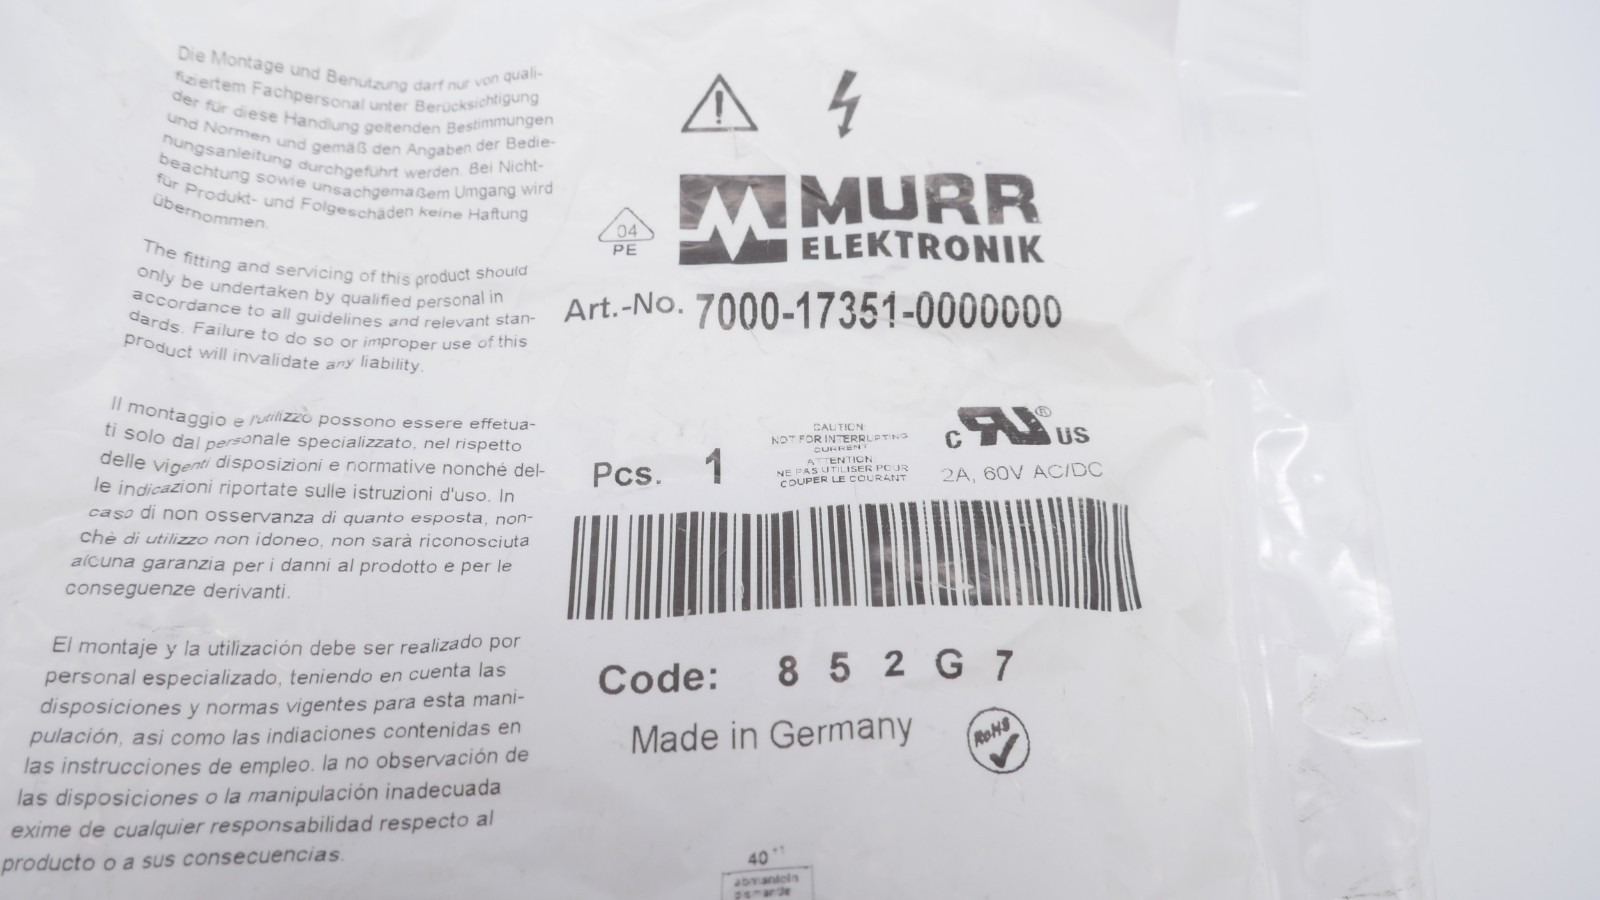 Die Montage und Benutzung darf nur von quali-
fiziertem Fachpersonal unter Berücksichtigung
der für diese Handlung geltenden Bestimmungen
und Normen und gemäß den Angaben der Bedie-
nungsanleitung durchgeführt werden. Bei Nicht-
beachtung sowie unsachgemäßem Umgang wird
für Produkt- und Folgeschäden keine Haftung
übernommen.
The fitting and servicing of this product should
only be undertaken by qualified personal in
accordance to all guidelines and relevant stan-
dards. Failure to do so or improper use of this
product will invalidate any liability.
Il montaggio e l'utilizzo possono essere effetua-
ti solo dal personale specializzato, nel rispetto
delle vigenti disposizioni e normative nonché del-
le indicazioni riportate sulle istruzioni d'uso. In
caso di non osservanza di quanto esposta, non-
chè di utilizzo non idoneo, non sarà riconosciuta
alcuna garanzia per i danni al prodotto e per le
conseguenze derivanti.
El montaje y la utilización debe ser realizado por
personal especializado, teniendo en cuenta las
disposiciones y normas vigentes para esta mani-
pulación, asi como las indiaciones contenidas en
las instrucciones de empleo. la no observación de
las disposiciones o la manipulación inadecuada
exime de cualquier responsabilidad respecto al
producto o a sus consecuencias.
04
PE
MURR
ELEKTRONIK
Art.-No. 7000-17351-0000000
Pcs. 1
CAUTION:
NOT FOR INTERRUPTING
CURRENT
ATTENTION:
NE PAS UTILISER POUR
COUPER LE COURANT
c RU ® US
2A, 60V AC/DC
Code: 8 5 2 G 7
Made in Germany
RoHS
40 +1
abmanteln
dismantle